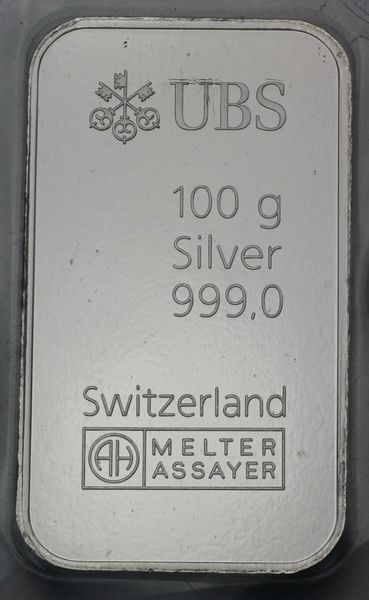 UBS
100 g
Silver
999,0
Switzerland
AH
MELTER
ASSAYER